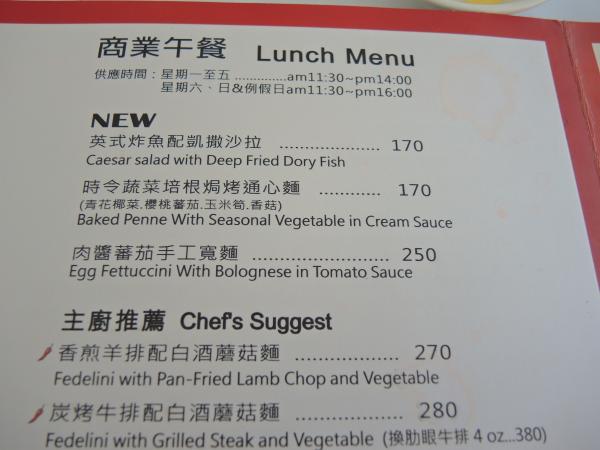 商業午餐 Lunch Menu
供應時間：星期一至五 ..............am11:30~pm14:00
星期六、日&例假日am11:30~pm16:00
NEW
英式炸魚配凱撒沙拉 ................... 170
Caesar salad with Deep Fried Dory Fish
時令蔬菜培根焗烤通心麵 ............ 170
(青花椰菜.櫻桃蕃茄.玉米筍.香菇)
Baked Penne With Seasonal Vegetable in Cream Sauce
肉醬蕃茄手工寬麵 .......................... 250
Egg Fettuccini With Bolognese in Tomato Sauce
主廚推薦 Chef's Suggest
香煎羊排配白酒蘑菇麵 .................. 270
Fedelini with Pan-Fried Lamb Chop and Vegetable
炭烤牛排配白酒蘑菇麵 .................. 280
Fedelini with Grilled Steak and Vegetable (換肋眼牛排 4 oz...380)